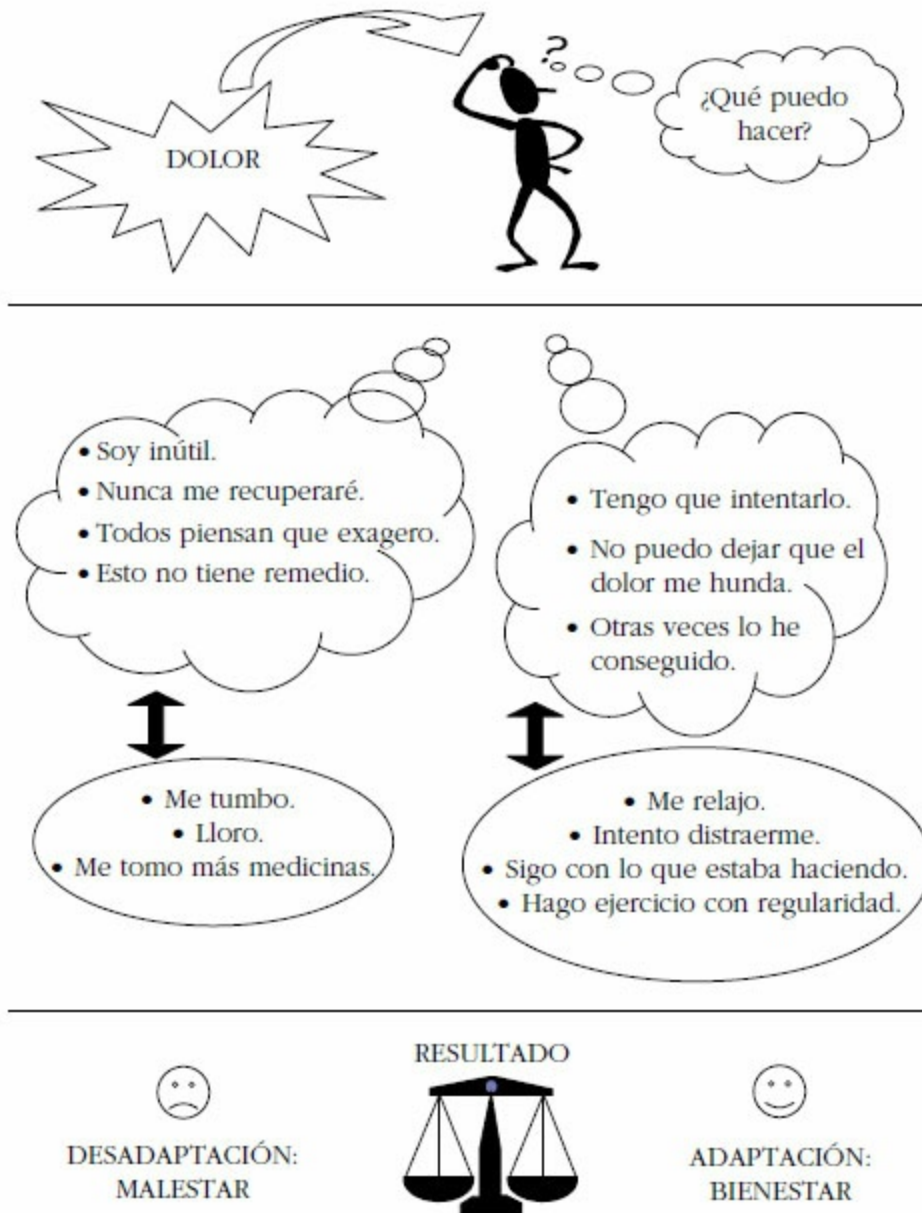 ?
¿Qué puedo
hacer?
DOLOR
• Soy inútil.
• Nunca me recuperaré.
• Todos piensan que exagero.
• Esto no tiene remedio.
• Tengo que intentarlo.
• No puedo dejar que el
dolor me hunda.
• Otras veces lo he
conseguido.
• Me tumbo.
• Lloro.
• Me tomo más medicinas.
• Me relajo.
• Intento distraerme.
• Sigo con lo que estaba haciendo.
• Hago ejercicio con regularidad.
RESULTADO
DESADAPTACIÓN:
MALESTAR
ADAPTACIÓN:
BIENESTAR